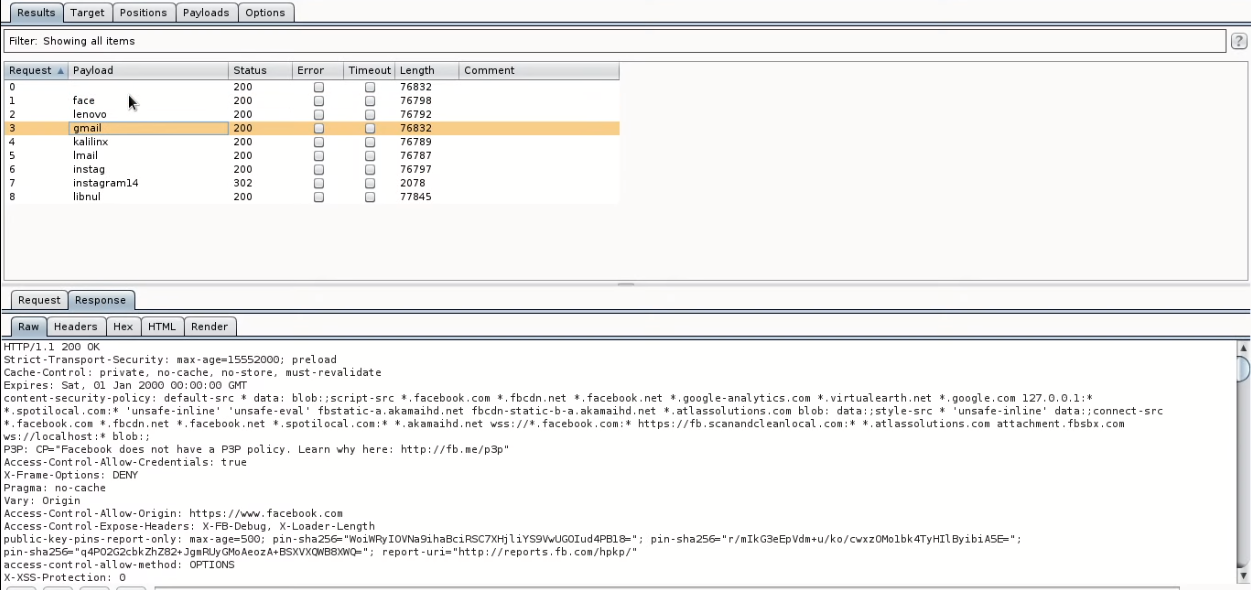 Results Target Positions Payloads Options
Filter: Showing all items ?
Request Payload Status Error Timeout Length Comment
0 200 76832
1 face 200 76798
2 lenovo 200 76792
3 gmail 200 76832
4 kalilinx 200 76789
5 lmail 200 76787
6 instag 200 76797
7 instagram14 302 2078
8 libnul 200 77845
Request Response
Raw Headers Hex HTML Render
HTTP/1.1 200 OK
Strict-Transport-Security: max-age=15552000; preload
Cache-Control: private, no-cache, no-store, must-revalidate
Expires: Sat, 01 Jan 2000 00:00:00 GMT
content-security-policy: default-src * data: blob:;script-src *.facebook.com *.fbcdn.net *.facebook.net *.google-analytics.com *.virtualearth.net *.google.com 127.0.0.1:*
*.spotilocal.com:* 'unsafe-inline' 'unsafe-eval' fbstatic-a.akamaihd.net fbcdn-static-b-a.akamaihd.net *.atlassolutions.com blob: data:;style-src * 'unsafe-inline' data:;connect-src
*.facebook.com *.fbcdn.net *.facebook.net *.spotilocal.com:* *.akamaihd.net wss://*.facebook.com:* https://fb.scanandcleanlocal.com:* *.atlassolutions.com attachment.fbsbx.com
ws://localhost:* blob:;
P3P: CP="Facebook does not have a P3P policy. Learn why here: http://fb.me/p3p"
Access-Control-Allow-Credentials: true
X-Frame-Options: DENY
Pragma: no-cache
Vary: Origin
Access-Control-Allow-Origin: https://www.facebook.com
Access-Control-Expose-Headers: X-FB-Debug, X-Loader-Length
public-key-pins-report-only: max-age=500; pin-sha256="WoiWRyIOVNa9ihaBciRSC7XHjliYS9VwUGOIud4PB18="; pin-sha256="r/mIkG3eEpVdm+u/ko/cwxzOMo1bk4TyHIlByibiA5E=";
pin-sha256="q4PO2G2cbkZhZ82+JgmRUyGMoAeozA+BSXVXQWB8XWQ="; report-uri="http://reports.fb.com/hpkp/"
access-control-allow-method: OPTIONS
X-XSS-Protection: 0